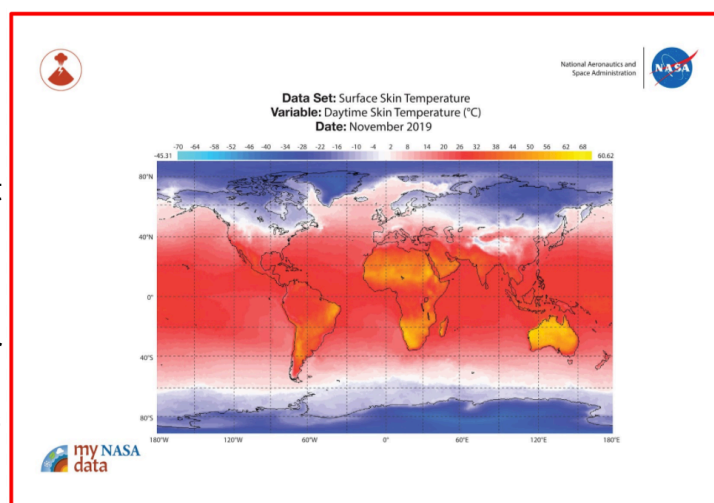 National Aeronautics and
Space Administration
NASA
Data Set: Surface Skin Temperature
Variable: Daytime Skin Temperature (°C)
Date: November 2019
-70 -64 -58 -52 -46 -40 -34 -28 -22 -16 -10 -4 2 8 14 20 26 32 38 44 50 56 62 68
-45.31 60.62
80°N
40°N
0°
40°S
80°S
180°W 120°W 60°W 0° 60°E 120°E 180°E
my NASA
data